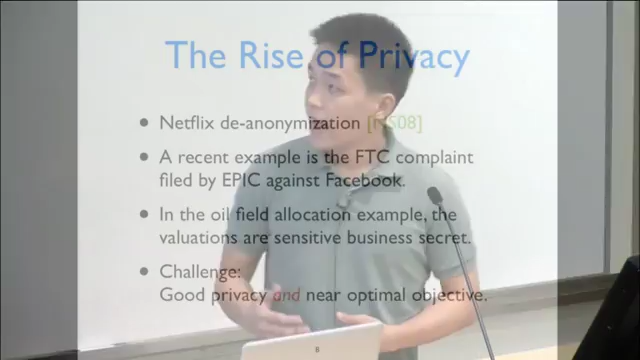 The Rise of Privacy
• Netflix de-anonymization [NS08]
• A recent example is the FTC complaint
filed by EPIC against Facebook.
• In the oil field allocation example, the
valuations are sensitive business secret.
• Challenge:
Good privacy and near optimal objective.